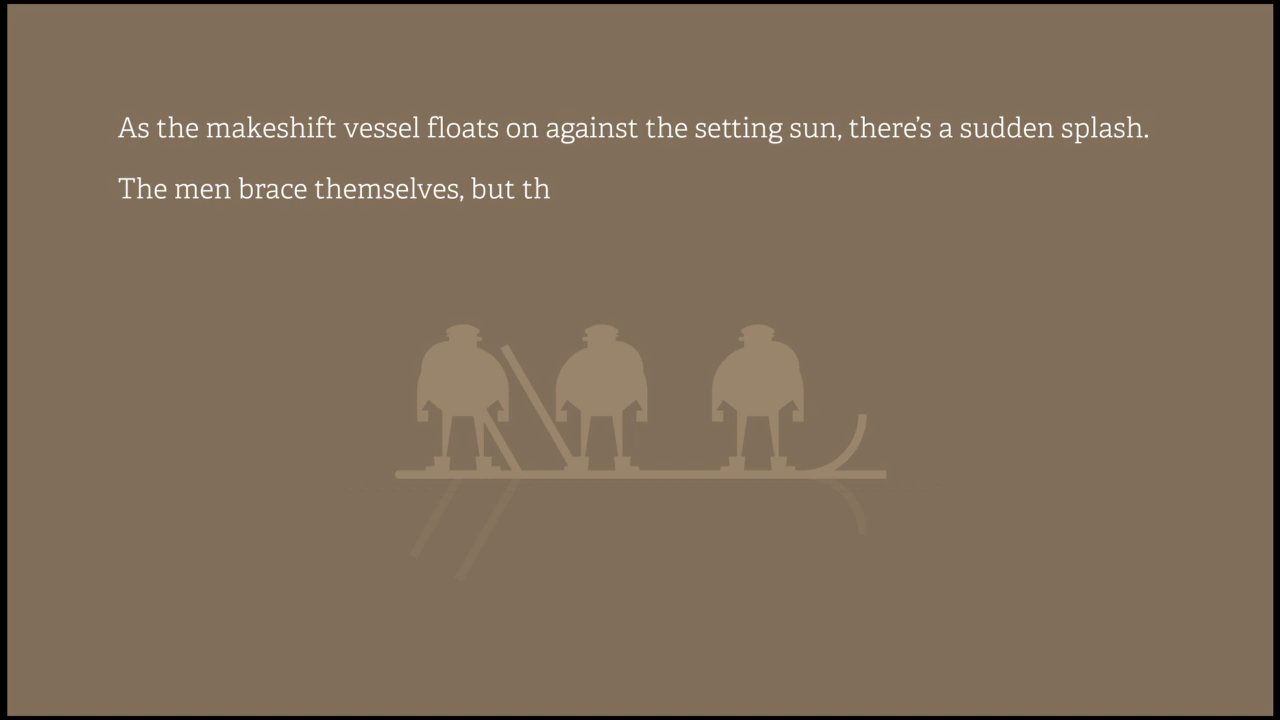 As the makeshift vessel floats on against the setting sun, there's a sudden splash.
The men brace themselves, but th